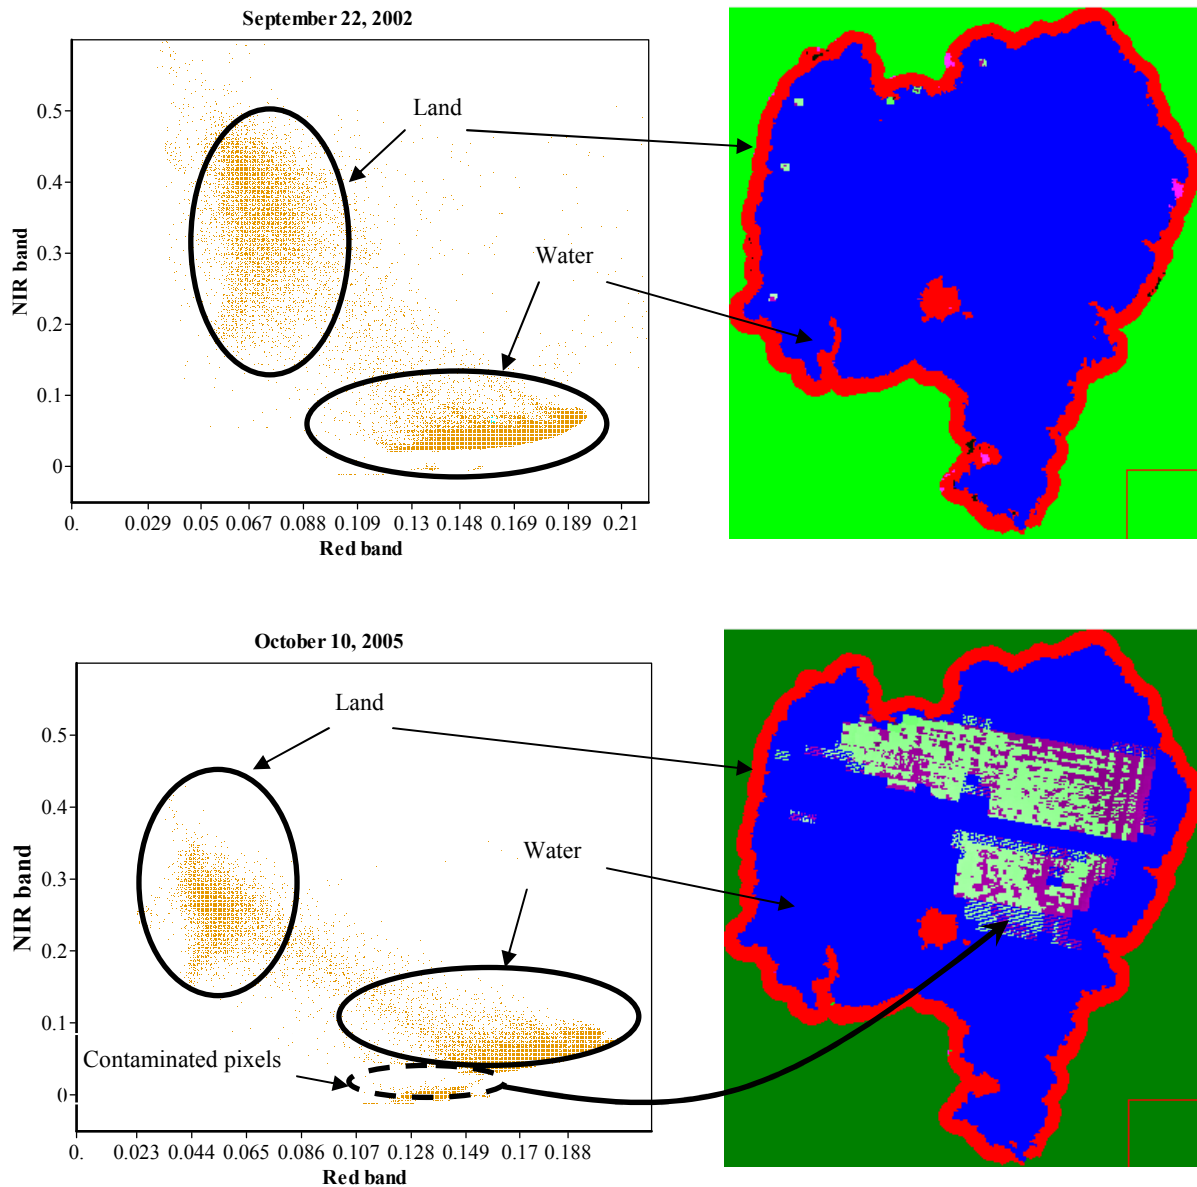 September 22, 2002
Land
Water
NIR band
0.5
0.4
0.3
0.2
0.1
0
0. 0.029 0.05 0.067 0.088 0.109 0.13 0.148 0.169 0.189 0.21
Red band
October 10, 2005
Land
Water
Contaminated pixels
NIR band
0.5
0.4
0.3
0.2
0.1
0
0. 0.023 0.044 0.065 0.086 0.107 0.128 0.149 0.17 0.188
Red band